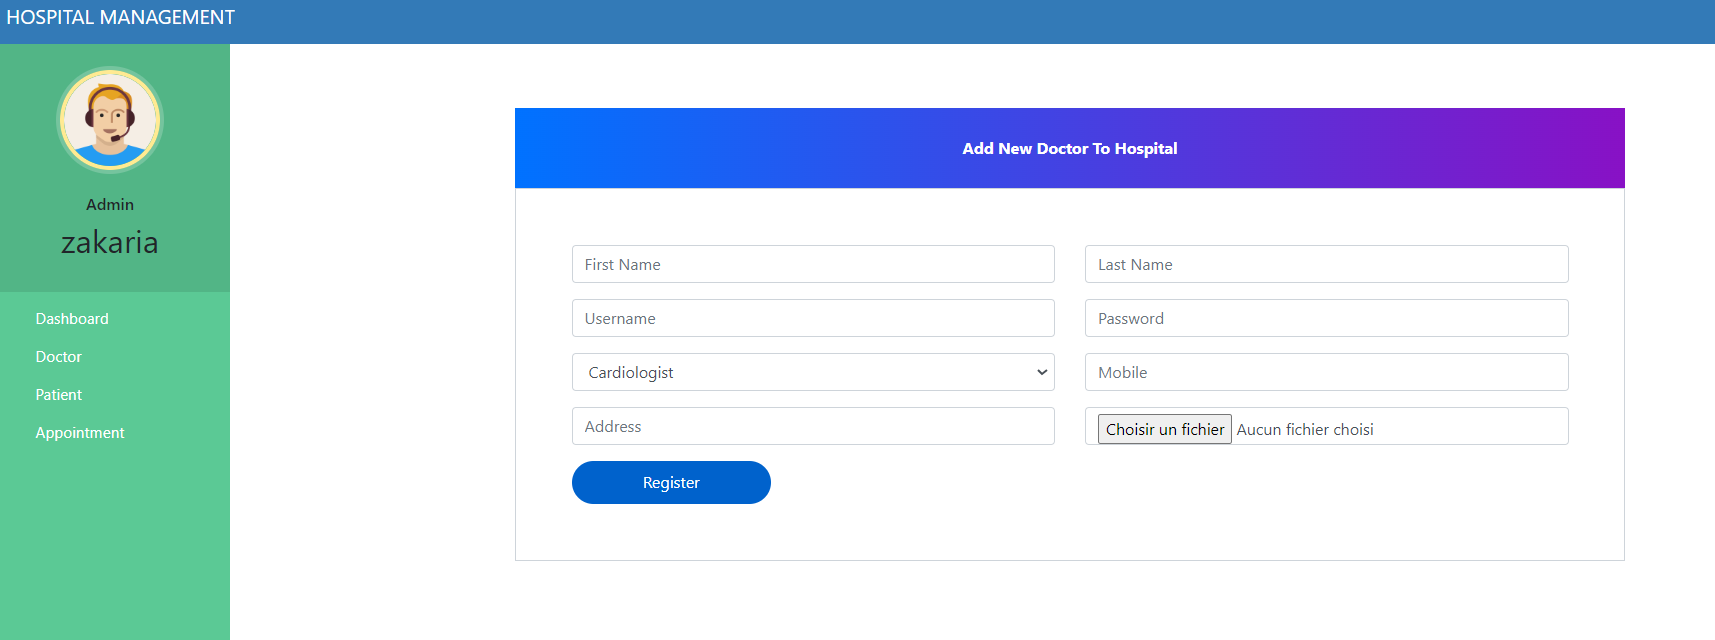 HOSPITAL MANAGEMENT
Admin
zakaria
Dashboard
Doctor
Patient
Appointment
Add New Doctor To Hospital
First Name
Last Name
Username
Password
Cardiologist
Mobile
Address
Choisir un fichier Aucun fichier choisi
Register